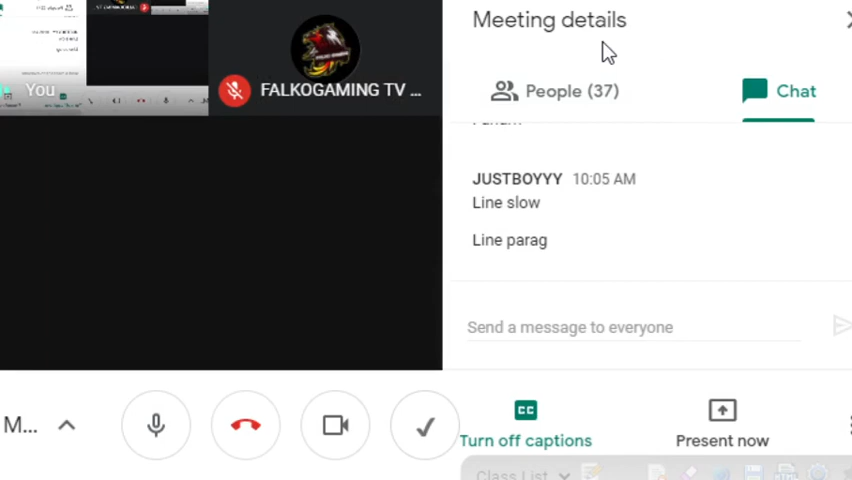 Meeting details
You
FALKOGAMING TV ...
People (37)
Chat
JUSTBOYYY 10:05 AM
Line slow
Line parag
Send a message to everyone
M...
Turn off captions
Present now
Class List